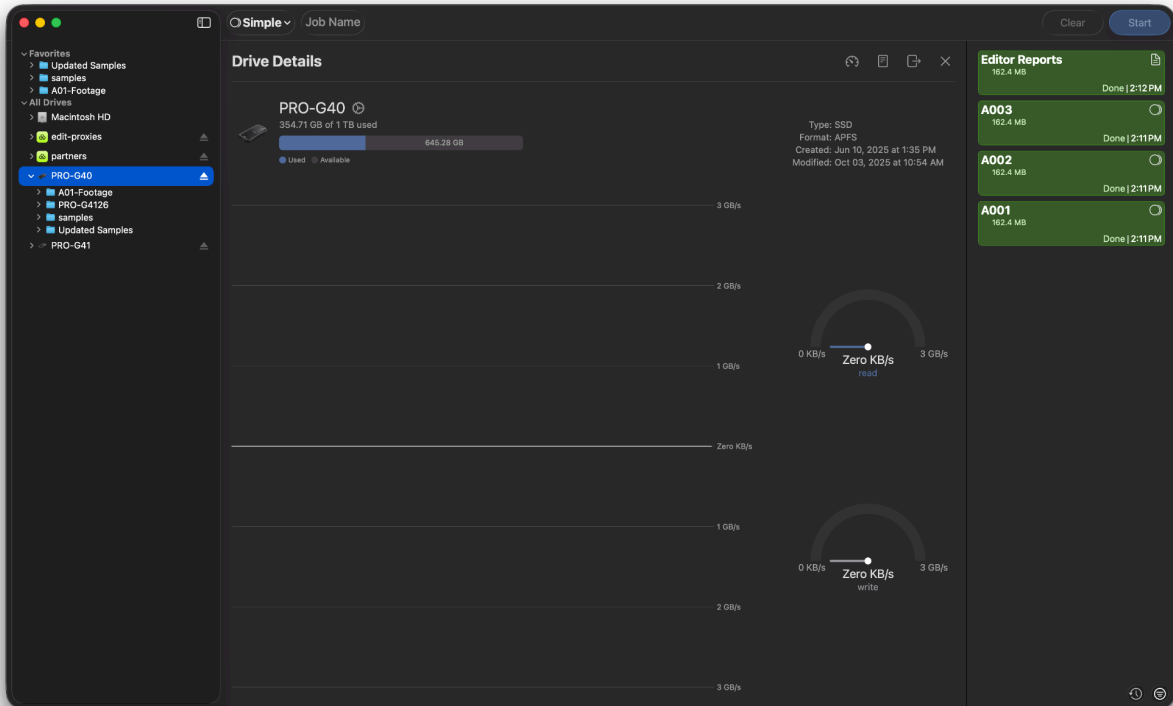 Simple
Job Name
Clear
Start
Favorites
Updated Samples
samples
A01-Footage
All Drives
Macintosh HD
edit-proxies
partners
PRO-G40
A01-Footage
PRO-G4126
samples
Updated Samples
PRO-G41
Drive Details
PRO-G40
354.71 GB of 1 TB used
645.28 GB
Used Available
Type: SSD
Format: APFS
Created: Jun 10, 2025 at 1:35 PM
Modified: Oct 03, 2025 at 10:54 AM
3 GB/s
2 GB/s
1 GB/s
Zero KB/s
1 GB/s
2 GB/s
3 GB/s
0 KB/s
Zero KB/s
3 GB/s
read
0 KB/s
Zero KB/s
3 GB/s
write
Editor Reports
162.4 MB
Done | 2:12 PM
A003
162.4 MB
Done | 2:11 PM
A002
162.4 MB
Done | 2:11 PM
A001
162.4 MB
Done | 2:11 PM